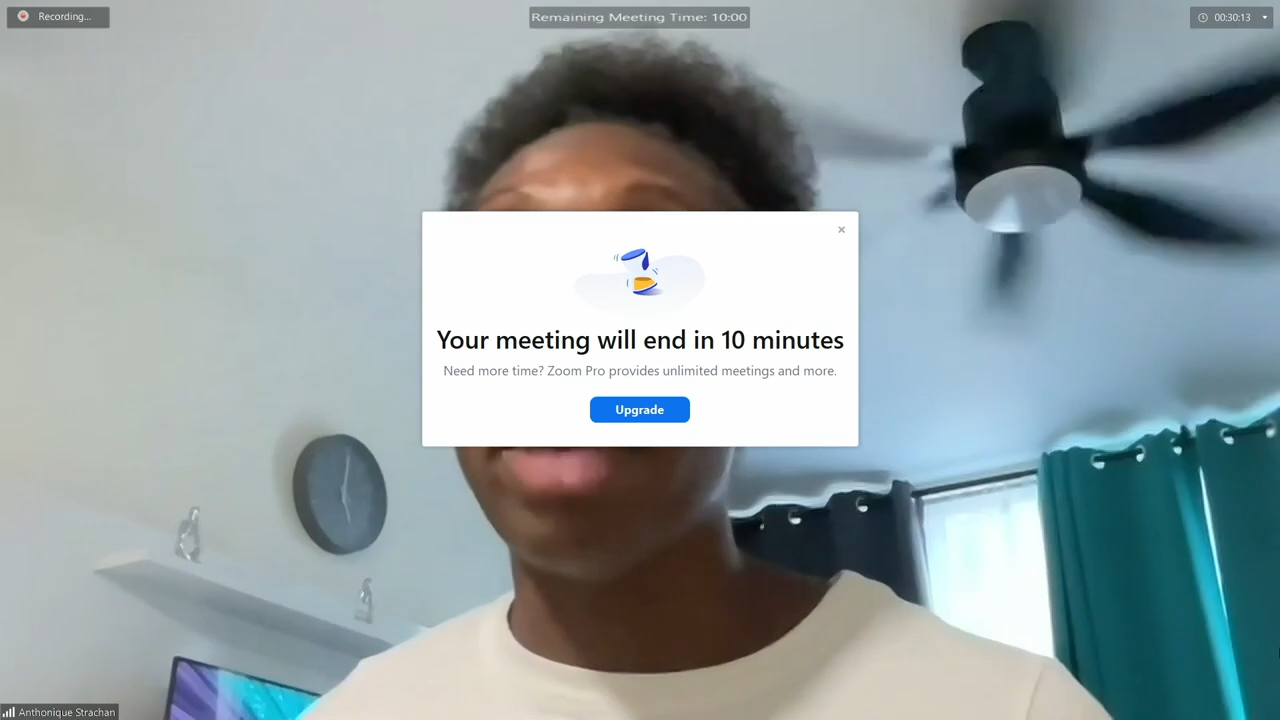 Recording...
Remaining Meeting Time: 10:00
00:30:13
Your meeting will end in 10 minutes
Need more time? Zoom Pro provides unlimited meetings and more.
Upgrade
Anthonique Strachan